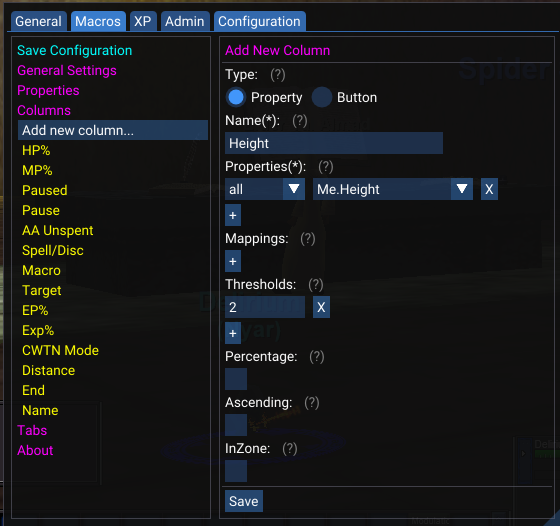 General Macros XP Admin Configuration
Save Configuration
General Settings
Properties
Columns
Add new column...
HP%
MP%
Paused
Pause
AA Unspent
Spell/Disc
Macro
Target
EP%
Exp%
CWTN Mode
Distance
End
Name
Tabs
About
Add New Column
Type: (?)
Property Button
Name(*): (?)
Height
Properties(*): (?)
all Me.Height X
+
Mappings: (?)
+
Thresholds: (?)
2 X
+
Percentage: (?)
Ascending: (?)
InZone: (?)
Save
Spider